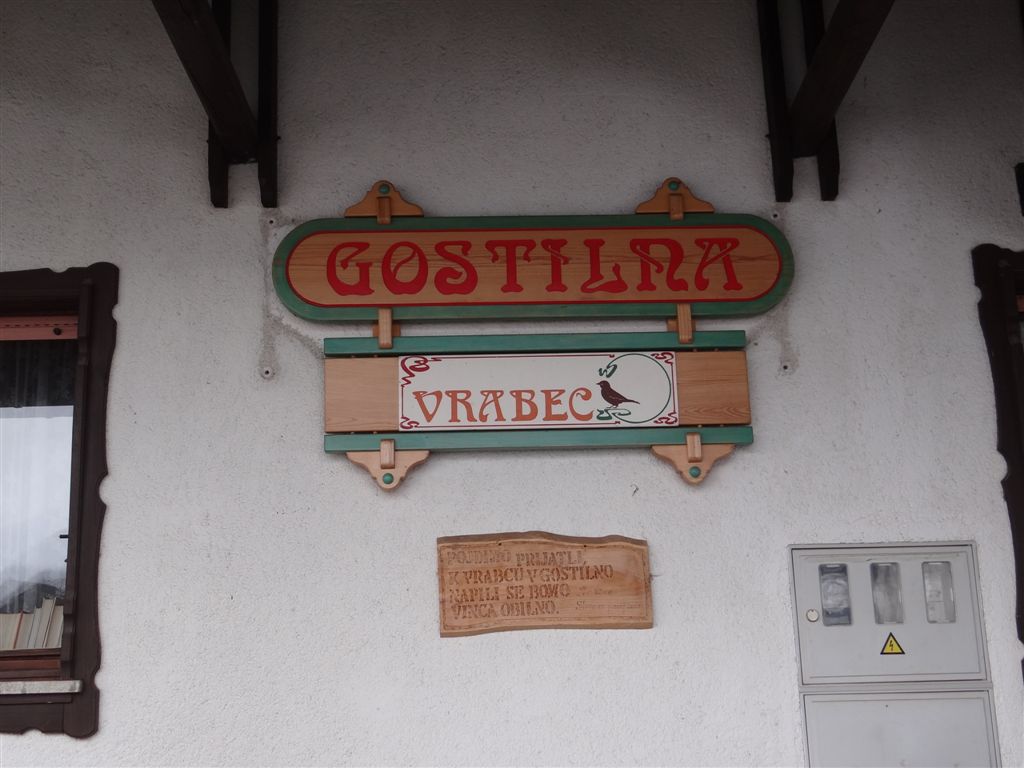 GOSTILNA
VRABEC
POJDIMO PRIJATLI,
K VRABCU V GOSTILNO
NAPILI SE BOMO
VINCA OBILNO.